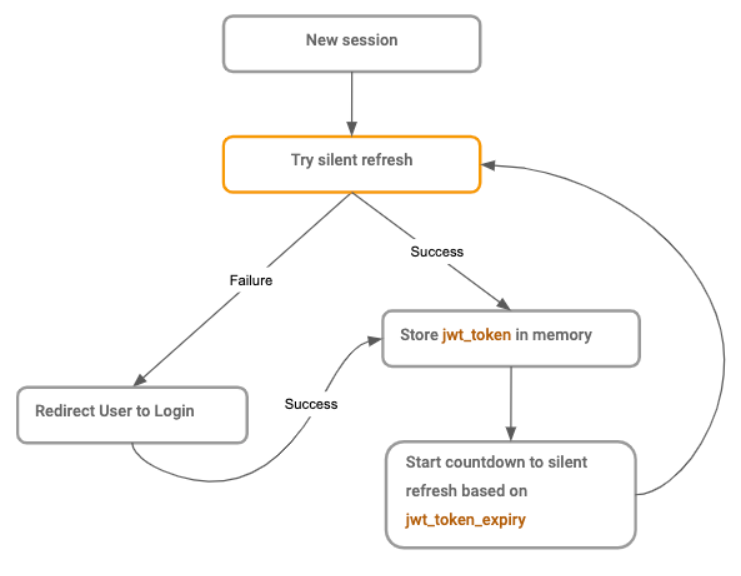 New session
Try silent refresh
Success
Failure
Store jwt_token in memory
Redirect User to Login
Success
Start countdown to silent
refresh based on
jwt_token_expiry